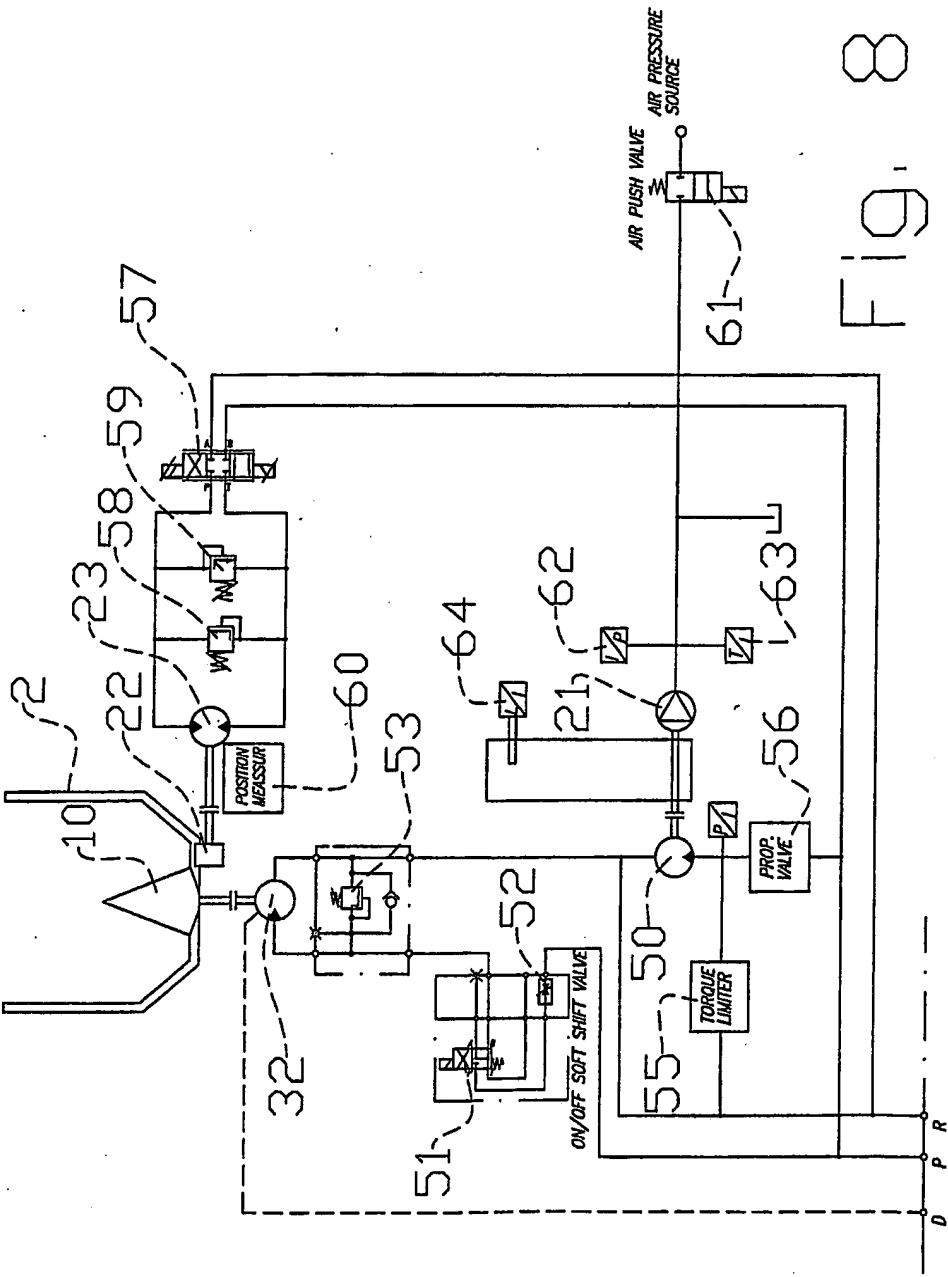 2
10
22
23
58
59
57
POSITION
MEASSUR
60
32
53
64
62
21
63
I
P
T
A
B
P
T
AIR PUSH VALVE
AIR PRESSURE
SOURCE
61
51
52
ON/OFF SOFT SHIFT VALVE
50
P
I
PROP.
VALVE
56
55
TORQUE
LIMITER
D
P
R
Fig. 8